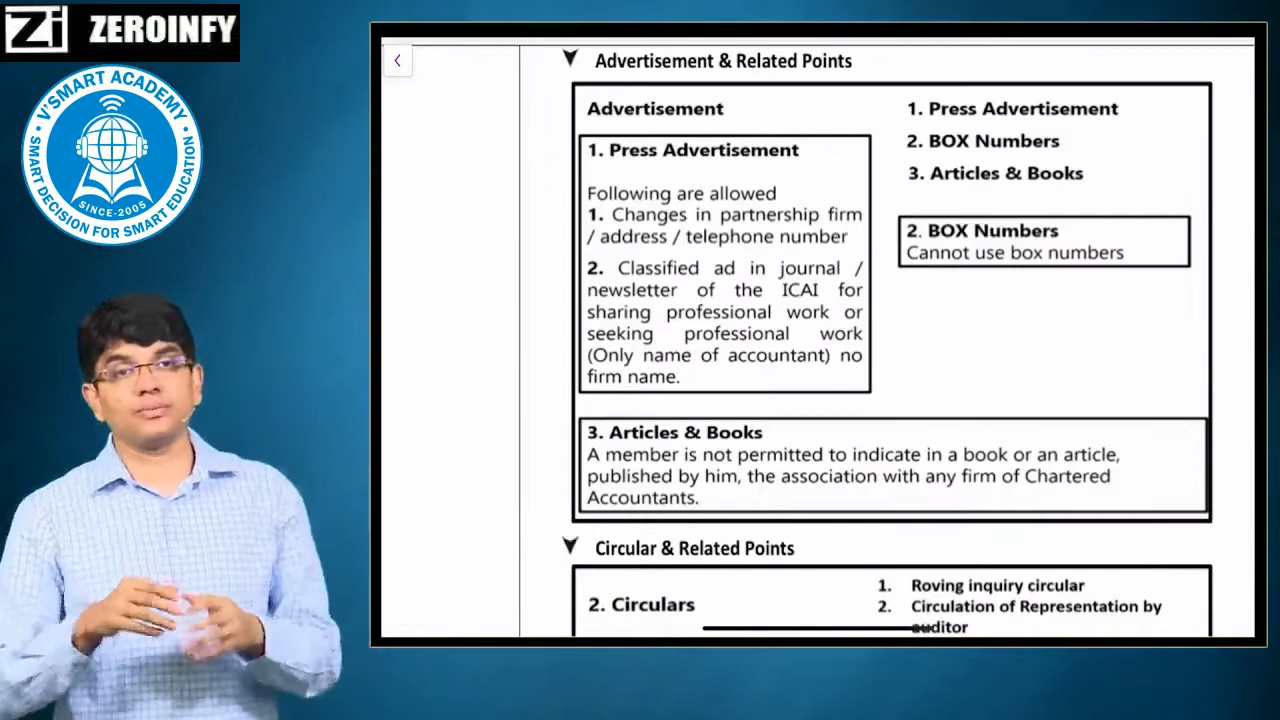 Zi ZEROINFY
V'SMART ACADEMY
SMART DECISION FOR SMART EDUCATION
SINCE-2005
Advertisement & Related Points
Advertisement
1. Press Advertisement
Following are allowed
1. Changes in partnership firm
/ address / telephone number
2. Classified ad in journal /
newsletter of the ICAI for
sharing professional work or
seeking professional work
(Only name of accountant) no
firm name.
1. Press Advertisement
2. BOX Numbers
3. Articles & Books
2. BOX Numbers
Cannot use box numbers
3. Articles & Books
A member is not permitted to indicate in a book or an article,
published by him, the association with any firm of Chartered
Accountants.
Circular & Related Points
2. Circulars
1. Roving inquiry circular
2. Circulation of Representation by
auditor